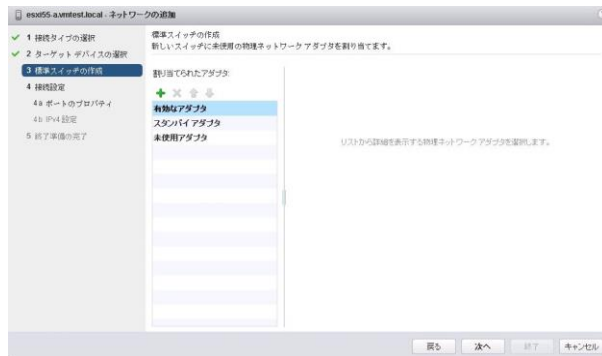 esxi55-a.vmtest.local - ネットワークの追加
1 接続タイプの選択
2 ターゲット デバイスの選択
3 標準スイッチの作成
4 接続設定
4a ポートのプロパティ
4b IPv4 設定
5 終了準備の完了
標準スイッチの作成
新しいスイッチに未使用の物理ネットワーク アダプタを割り当てます。
割り当てられたアダプタ:
有効なアダプタ
スタンバイ アダプタ
未使用アダプタ
リストから詳細を表示する物理ネットワーク アダプタを選択します。
戻る 次へ 終了 キャンセル